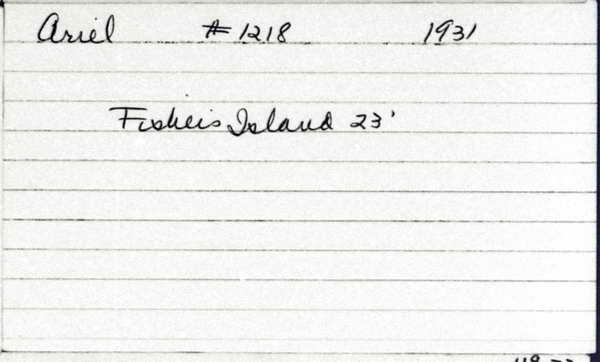 Ariel #1218 1931
Fishers Island 23'